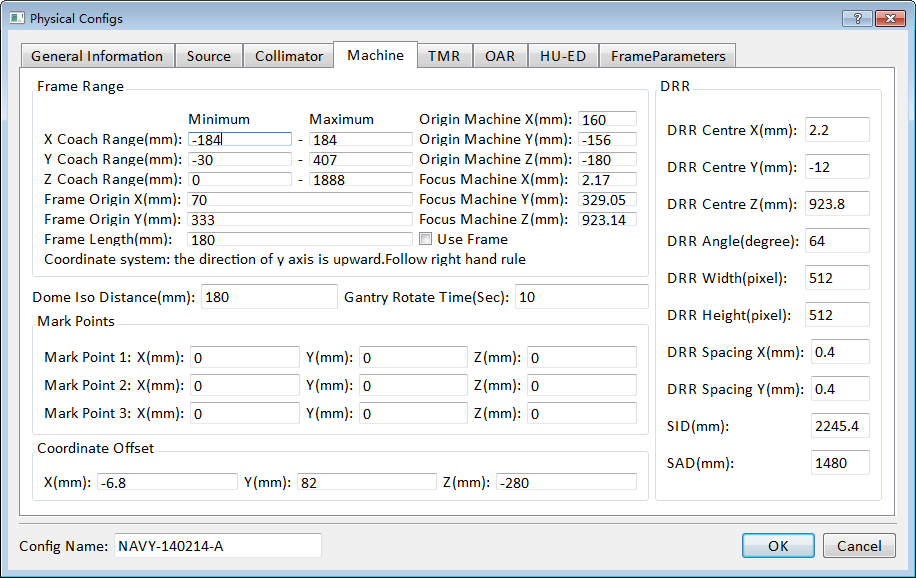 Physical Configs
General Information Source Collimator Machine TMR OAR HU-ED FrameParameters
Frame Range
Minimum Maximum Origin Machine X(mm): 160
X Coach Range(mm): -184 - 184 Origin Machine Y(mm): -156
Y Coach Range(mm): -30 - 407 Origin Machine Z(mm): -180
Z Coach Range(mm): 0 - 1888 Focus Machine X(mm): 2.17
Frame Origin X(mm): 70 Focus Machine Y(mm): 329.05
Frame Origin Y(mm): 333 Focus Machine Z(mm): 923.14
Frame Length(mm): 180 Use Frame
Coordinate system: the direction of y axis is upward.Follow right hand rule
Dome Iso Distance(mm): 180 Gantry Rotate Time(Sec): 10
Mark Points
Mark Point 1: X(mm): 0 Y(mm): 0 Z(mm): 0
Mark Point 2: X(mm): 0 Y(mm): 0 Z(mm): 0
Mark Point 3: X(mm): 0 Y(mm): 0 Z(mm): 0
Coordinate Offset
X(mm): -6.8 Y(mm): 82 Z(mm): -280
DRR
DRR Centre X(mm): 2.2
DRR Centre Y(mm): -12
DRR Centre Z(mm): 923.8
DRR Angle(degree): 64
DRR Width(pixel): 512
DRR Height(pixel): 512
DRR Spacing X(mm): 0.4
DRR Spacing Y(mm): 0.4
SID(mm): 2245.4
SAD(mm): 1480
Config Name: NAVY-140214-A OK Cancel